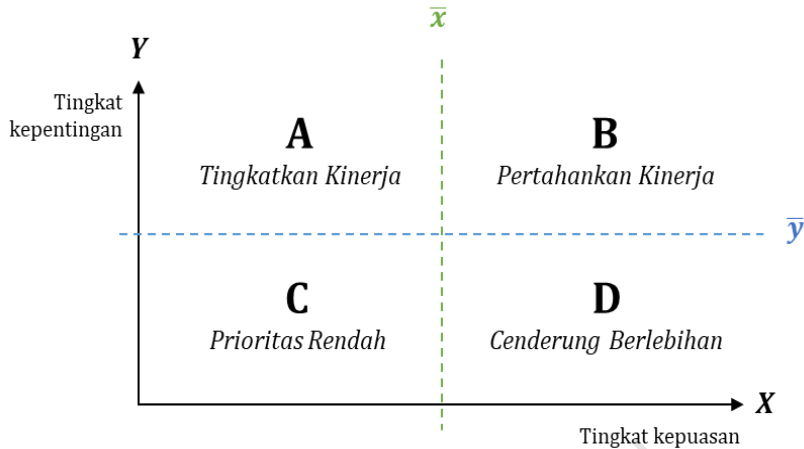 x̄
Y
Tingkat
kepentingan
A
Tingkatkan Kinerja
B
Pertahankan Kinerja
ȳ
C
Prioritas Rendah
D
Cenderung Berlebihan
X
Tingkat kepuasan